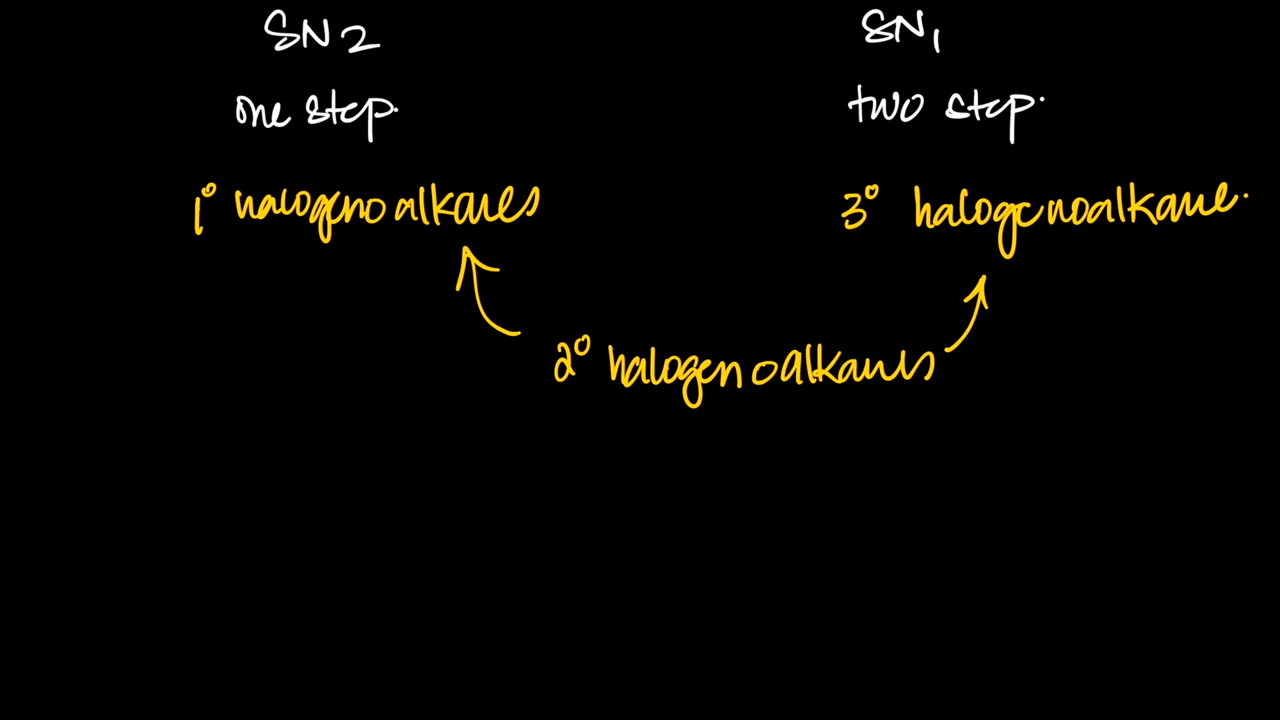 SN2
SN1
one step.
two step.
1° halogenoalkanes
3° halogenoalkane.
2° halogenoalkanes